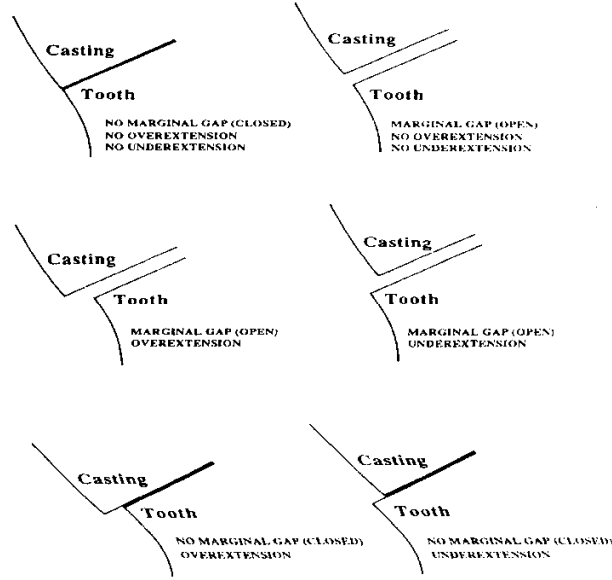 Casting
Tooth
NO MARGINAL GAP (CLOSED)
NO OVEREXTENSION
NO UNDEREXTENSION
Casting
Tooth
MARGINAL GAP (OPEN)
NO OVEREXTENSION
NO UNDEREXTENSION
Casting
Tooth
MARGINAL GAP (OPEN)
OVEREXTENSION
Casting
Tooth
MARGINAL GAP (OPEN)
UNDEREXTENSION
Casting
Tooth
NO MARGINAL GAP (CLOSED)
OVEREXTENSION
Casting
Tooth
NO MARGINAL GAP (CLOSED)
UNDEREXTENSION